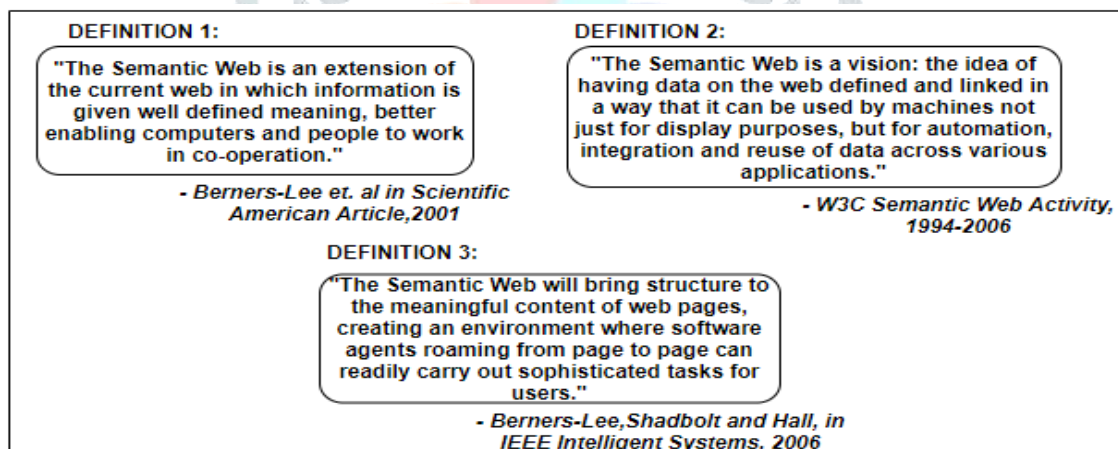 DEFINITION 1:
"The Semantic Web is an extension of
the current web in which information is
given well defined meaning, better
enabling computers and people to work
in co-operation."
- Berners-Lee et. al in Scientific
American Article,2001
DEFINITION 2:
"The Semantic Web is a vision: the idea of
having data on the web defined and linked in
a way that it can be used by machines not
just for display purposes, but for automation,
integration and reuse of data across various
applications."
- W3C Semantic Web Activity,
1994-2006
DEFINITION 3:
"The Semantic Web will bring structure to
the meaningful content of web pages,
creating an environment where software
agents roaming from page to page can
readily carry out sophisticated tasks for
users."
- Berners-Lee,Shadbolt and Hall, in
IEEE Intelligent Systems, 2006